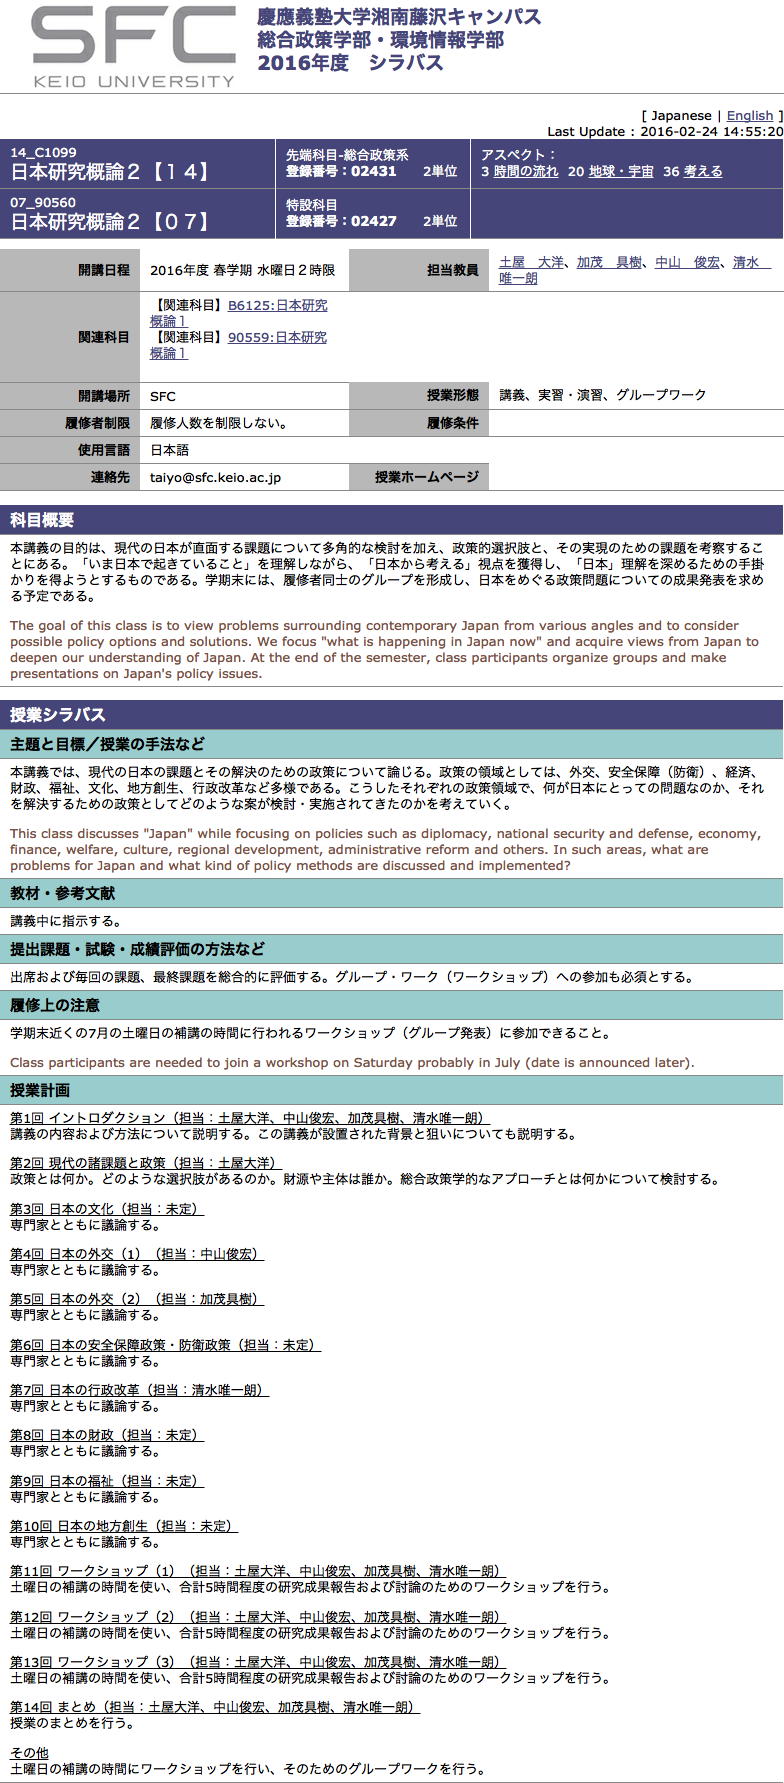 SFC
KEIO UNIVERSITY
慶應義塾大学湘南藤沢キャンパス
総合政策学部・環境情報学部
2016年度　シラバス
[ Japanese | English ]
Last Update : 2016-02-24 14:55:20
14_C1099
日本研究概論２【１４】
先端科目-総合政策系
登録番号：02431　2単位
アスペクト：
3 時間の流れ 20 地球・宇宙 36 考える
07_90560
日本研究概論２【０７】
特設科目
登録番号：02427　2単位
開講日程
2016年度 春学期 水曜日２時限
担当教員
土屋　大洋、加茂　具樹、中山　俊宏、清水
唯一朗
関連科目
【関連科目】B6125:日本研究
概論１
【関連科目】90559:日本研究
概論１
開講場所
SFC
授業形態
講義、実習・演習、グループワーク
履修者制限
履修人数を制限しない。
履修条件
使用言語
日本語
連絡先
taiyo@sfc.keio.ac.jp
授業ホームページ
科目概要
本講義の目的は、現代の日本が直面する課題について多角的な検討を加え、政策的選択肢と、その実現のための課題を考察するこ
とにある。「いま日本で起きていること」を理解しながら、「日本から考える」視点を獲得し、「日本」理解を深めるための手掛
かりを得ようとするものである。学期末には、履修者同士のグループを形成し、日本をめぐる政策問題についての成果発表を求め
る予定である。
The goal of this class is to view problems surrounding contemporary Japan from various angles and to consider
possible policy options and solutions. We focus "what is happening in Japan now" and acquire views from Japan to
deepen our understanding of Japan. At the end of the semester, class participants organize groups and make
presentations on Japan's policy issues.
授業シラバス
主題と目標／授業の手法など
本講義では、現代の日本の課題とその解決のための政策について論じる。政策の領域としては、外交、安全保障（防衛）、経済、
財政、福祉、文化、地方創生、行政改革など多様である。こうしたそれぞれの政策領域で、何が日本にとっての問題なのか、それ
を解決するための政策としてどのような案が検討・実施されてきたのかを考えていく。
This class discusses "Japan" while focusing on policies such as diplomacy, national security and defense, economy,
finance, welfare, culture, regional development, administrative reform and others. In such areas, what are
problems for Japan and what kind of policy methods are discussed and implemented?
教材・参考文献
講義中に指示する。
提出課題・試験・成績評価の方法など
出席および毎回の課題、最終課題を総合的に評価する。グループ・ワーク（ワークショップ）への参加も必須とする。
履修上の注意
学期末近くの7月の土曜日の補講の時間に行われるワークショップ（グループ発表）に参加できること。
Class participants are needed to join a workshop on Saturday probably in July (date is announced later).
授業計画
第1回 イントロダクション（担当：土屋大洋、中山俊宏、加茂具樹、清水唯一朗）
講義の内容および方法について説明する。この講義が設置された背景と狙いについても説明する。
第2回 現代の諸課題と政策（担当：土屋大洋）
政策とは何か。どのような選択肢があるのか。財源や主体は誰か。総合政策学的なアプローチとは何かについて検討する。
第3回 日本の文化（担当：未定）
専門家とともに議論する。
第4回 日本の外交（1）（担当：中山俊宏）
専門家とともに議論する。
第5回 日本の外交（2）（担当：加茂具樹）
専門家とともに議論する。
第6回 日本の安全保障政策・防衛政策（担当：未定）
専門家とともに議論する。
第7回 日本の行政改革（担当：清水唯一朗）
専門家とともに議論する。
第8回 日本の財政（担当：未定）
専門家とともに議論する。
第9回 日本の福祉（担当：未定）
専門家とともに議論する。
第10回 日本の地方創生（担当：未定）
専門家とともに議論する。
第11回 ワークショップ（1）（担当：土屋大洋、中山俊宏、加茂具樹、清水唯一朗）
土曜日の補講の時間を使い、合計5時間程度の研究成果報告および討論のためのワークショップを行う。
第12回 ワークショップ（2）（担当：土屋大洋、中山俊宏、加茂具樹、清水唯一朗）
土曜日の補講の時間を使い、合計5時間程度の研究成果報告および討論のためのワークショップを行う。
第13回 ワークショップ（3）（担当：土屋大洋、中山俊宏、加茂具樹、清水唯一朗）
土曜日の補講の時間を使い、合計5時間程度の研究成果報告および討論のためのワークショップを行う。
第14回 まとめ（担当：土屋大洋、中山俊宏、加茂具樹、清水唯一朗）
授業のまとめを行う。
その他
土曜日の補講の時間にワークショップを行い、そのためのグループワークを行う。